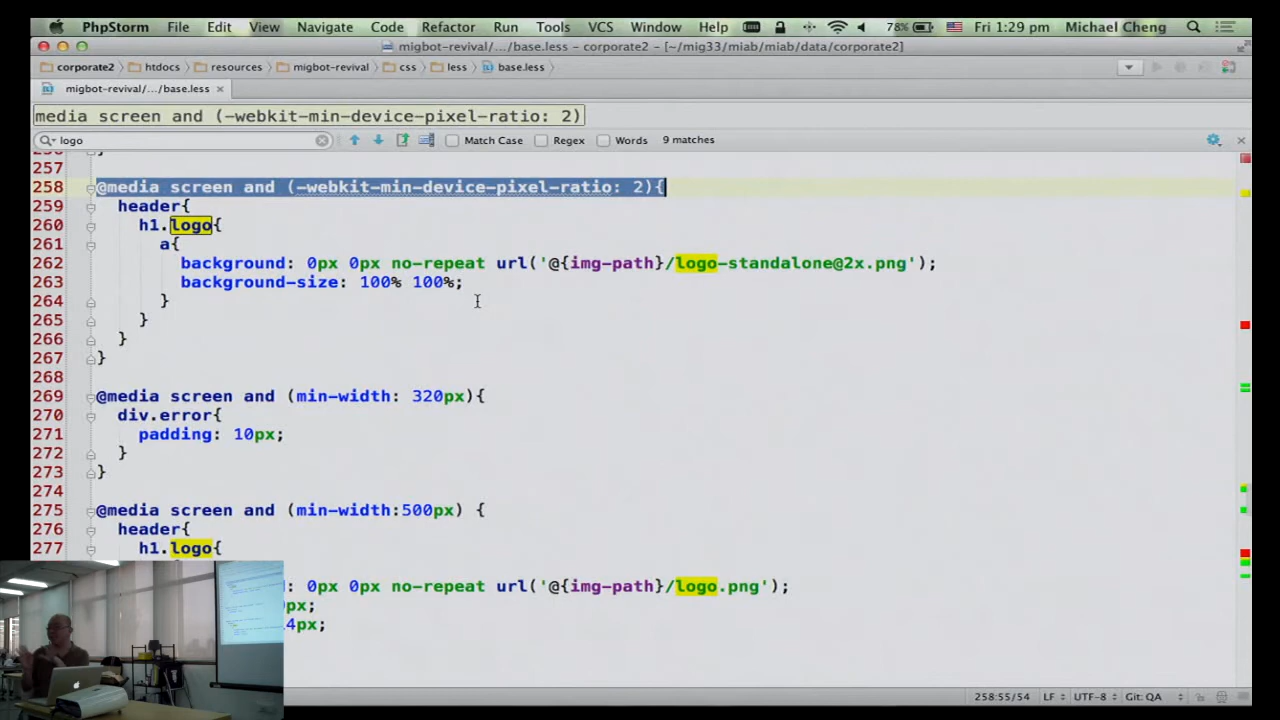 PhpStorm File Edit View Navigate Code Refactor Run Tools VCS Window Help 78% Fri 1:29 pm Michael Cheng
migbot-revival/.../base.less - corporate2 - [~/mig33/miab/miab/data/corporate2]
corporate2 htdocs resources migbot-revival css less base.less
migbot-revival/.../base.less
media screen and (-webkit-min-device-pixel-ratio: 2)
logo Match Case Regex Words 9 matches
256 }
257
258 @media screen and (-webkit-min-device-pixel-ratio: 2){
259 header{
260 h1.logo{
261 a{
262 background: 0px 0px no-repeat url('@{img-path}/logo-standalone@2x.png');
263 background-size: 100% 100%;
264 }
265 }
266 }
267 }
268
269 @media screen and (min-width: 320px){
270 div.error{
271 padding: 10px;
272 }
273 }
274
275 @media screen and (min-width:500px) {
276 header{
277 h1.logo{
: 0px 0px no-repeat url('@{img-path}/logo.png');
px;
4px;
258:55/54 LF UTF-8 Git: QA